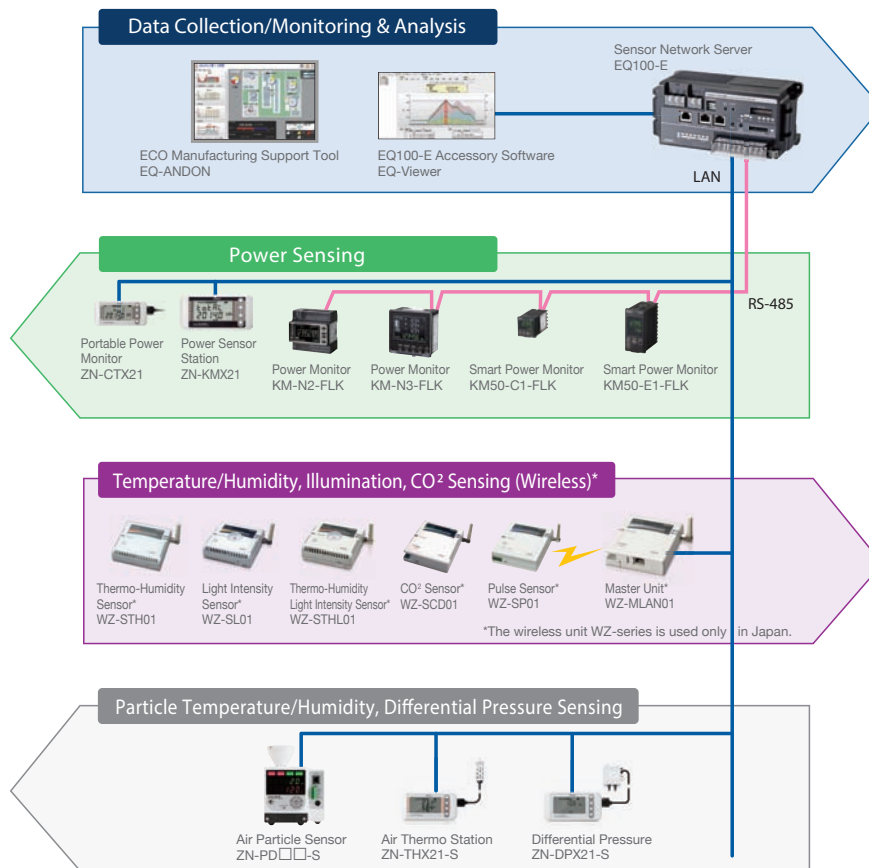 Data Collection/Monitoring & Analysis
Sensor Network Server
EQ100-E
ECO Manufacturing Support Tool
EQ-ANDON
EQ100-E Accessory Software
EQ-Viewer
LAN
Power Sensing
RS-485
Portable Power
Monitor
ZN-CTX21
Power Sensor
Station
ZN-KMX21
Power Monitor
KM-N2-FLK
Power Monitor
KM-N3-FLK
Smart Power Monitor
KM50-C1-FLK
Smart Power Monitor
KM50-E1-FLK
Temperature/Humidity, Illumination, CO² Sensing (Wireless)*
Thermo-Humidity
Sensor*
WZ-STH01
Light Intensity
Sensor*
WZ-SL01
Thermo-Humidity
Light Intensity Sensor*
WZ-STHL01
CO² Sensor*
WZ-SCD01
Pulse Sensor*
WZ-SP01
Master Unit*
WZ-MLAN01
*The wireless unit WZ-series is used only in Japan.
Particle Temperature/Humidity, Differential Pressure Sensing
Air Particle Sensor
ZN-PD□□-S
Air Thermo Station
ZN-THX21-S
Differential Pressure
ZN-DPX21-S